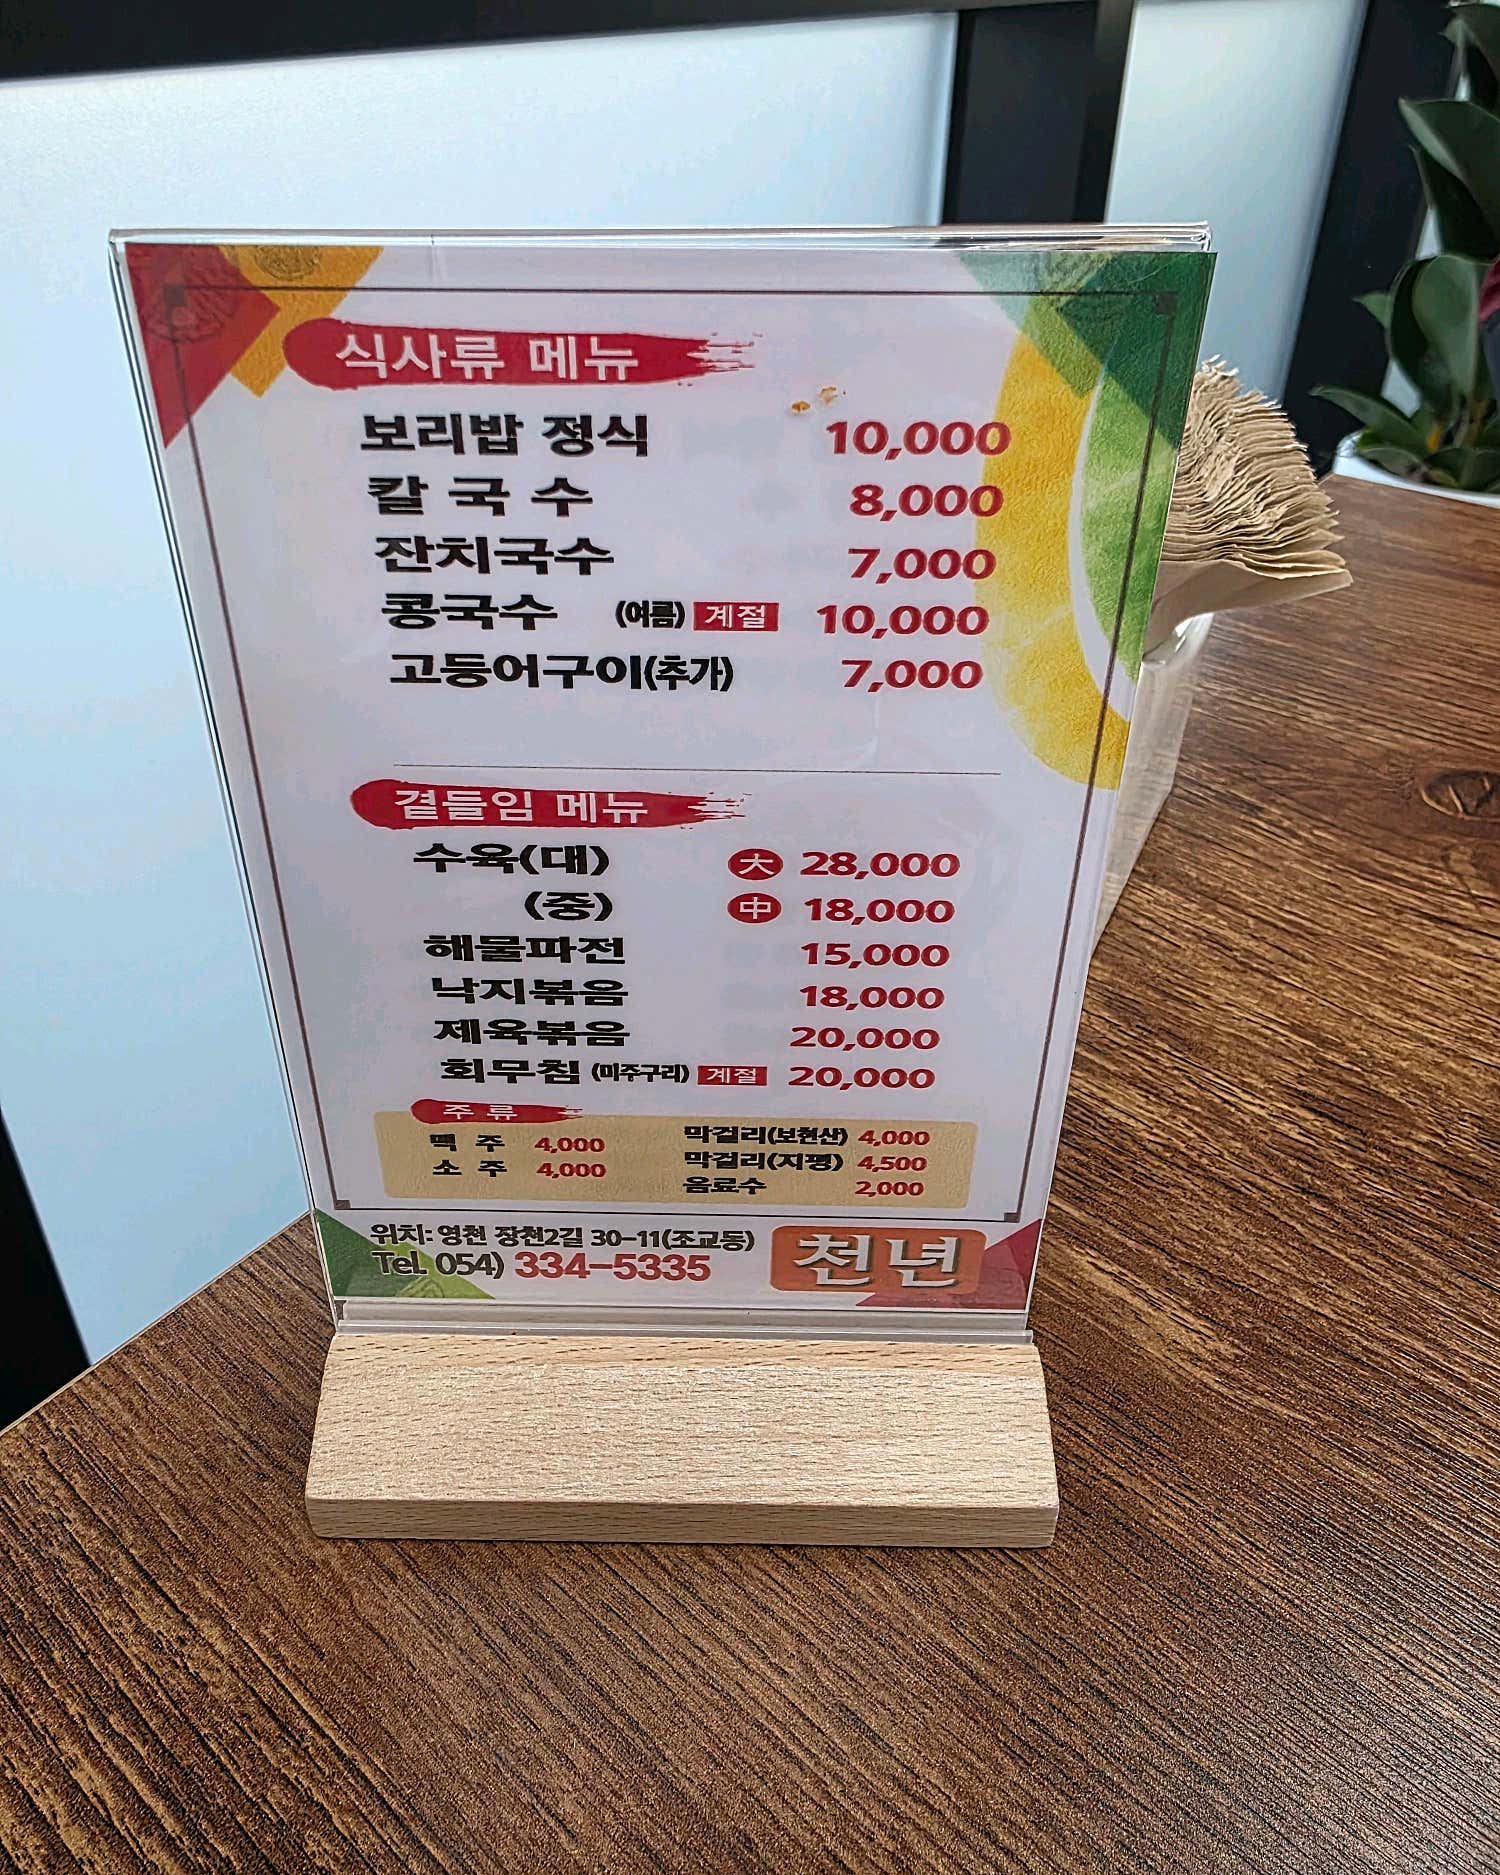 식사류 메뉴
보리밥 정식 10,000
칼 국 수 8,000
잔치국수 7,000
콩국수 (여름) 계절 10,000
고등어구이(추가) 7,000
곁들임 메뉴
수육(대) 大 28,000
(중) 中 18,000
해물파전 15,000
낙지볶음 18,000
제육볶음 20,000
회무침 (미주구리) 계절 20,000
주 류
맥 주 4,000
소 주 4,000
막걸리(보현산) 4,000
막걸리(지평) 4,500
음료수 2,000
위치: 영천 장천2길 30-11(조교동)
Tel. 054) 334-5335
천년